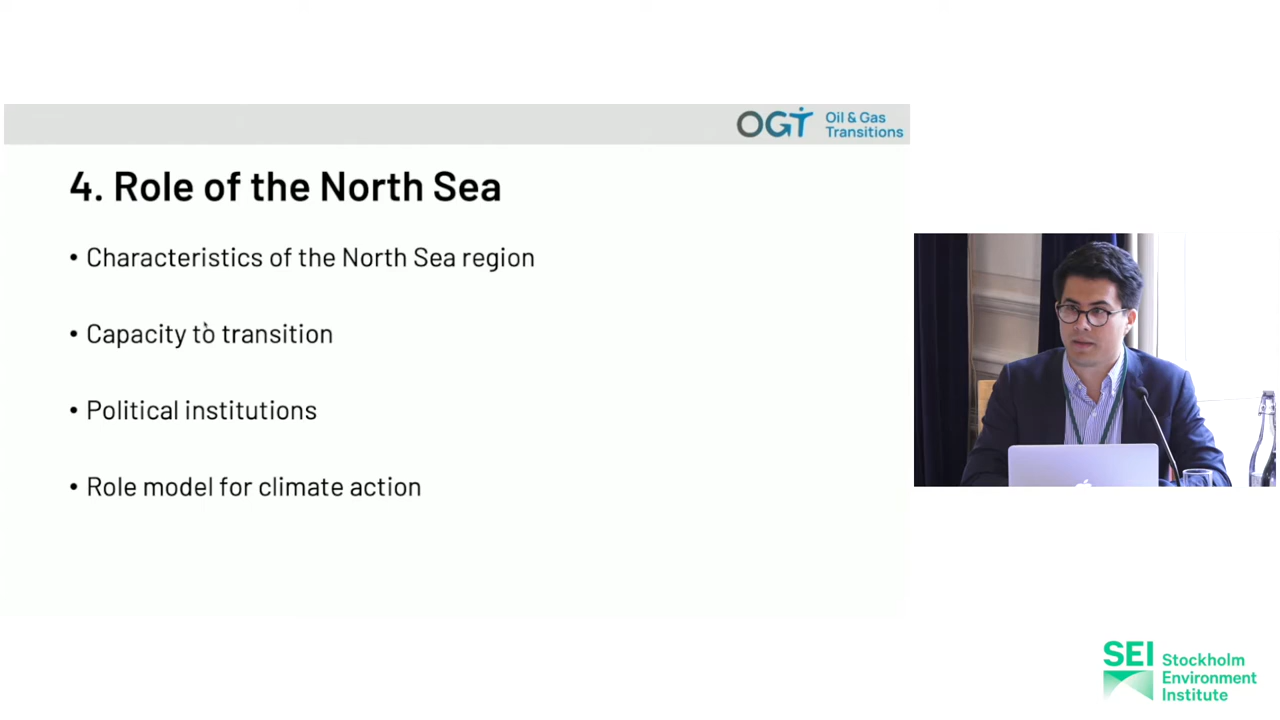 OGT Oil & Gas
Transitions
4. Role of the North Sea
• Characteristics of the North Sea region
• Capacity to transition
• Political institutions
• Role model for climate action
SEI Stockholm
Environment
Institute